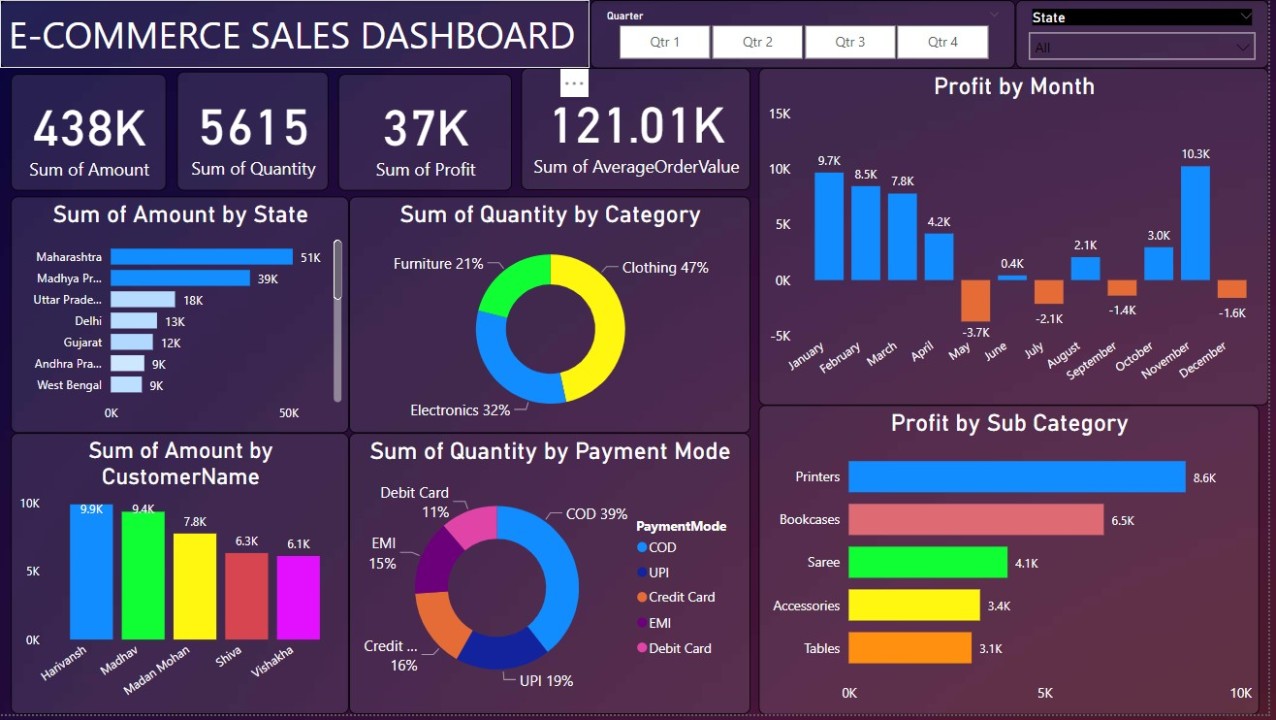 E-COMMERCE SALES DASHBOARD
Quarter
Qtr 1
Qtr 2
Qtr 3
Qtr 4
State
All
438K
Sum of Amount
5615
Sum of Quantity
37K
Sum of Profit
...
121.01K
Sum of AverageOrderValue
Profit by Month
15K
10K
5K
0K
-5K
9.7K
8.5K
7.8K
4.2K
-3.7K
0.4K
-2.1K
2.1K
-1.4K
3.0K
10.3K
-1.6K
January
February
March
April
May
June
July
August
September
October
November
December
Sum of Amount by State
Maharashtra 51K
Madhya Pr... 39K
Uttar Prade... 18K
Delhi 13K
Gujarat 12K
Andhra Pra... 9K
West Bengal 9K
0K 50K
Sum of Quantity by Category
Furniture 21%
Clothing 47%
Electronics 32%
Sum of Amount by
CustomerName
10K
5K
0K
9.9K
9.4K
7.8K
6.3K
6.1K
Harivansh
Madhav
Madan Mohan
Shiva
Vishakha
Sum of Quantity by Payment Mode
Debit Card
11%
COD 39%
EMI
15%
Credit ...
16%
UPI 19%
PaymentMode
COD
UPI
Credit Card
EMI
Debit Card
Profit by Sub Category
Printers 8.6K
Bookcases 6.5K
Saree 4.1K
Accessories 3.4K
Tables 3.1K
0K 5K 10K